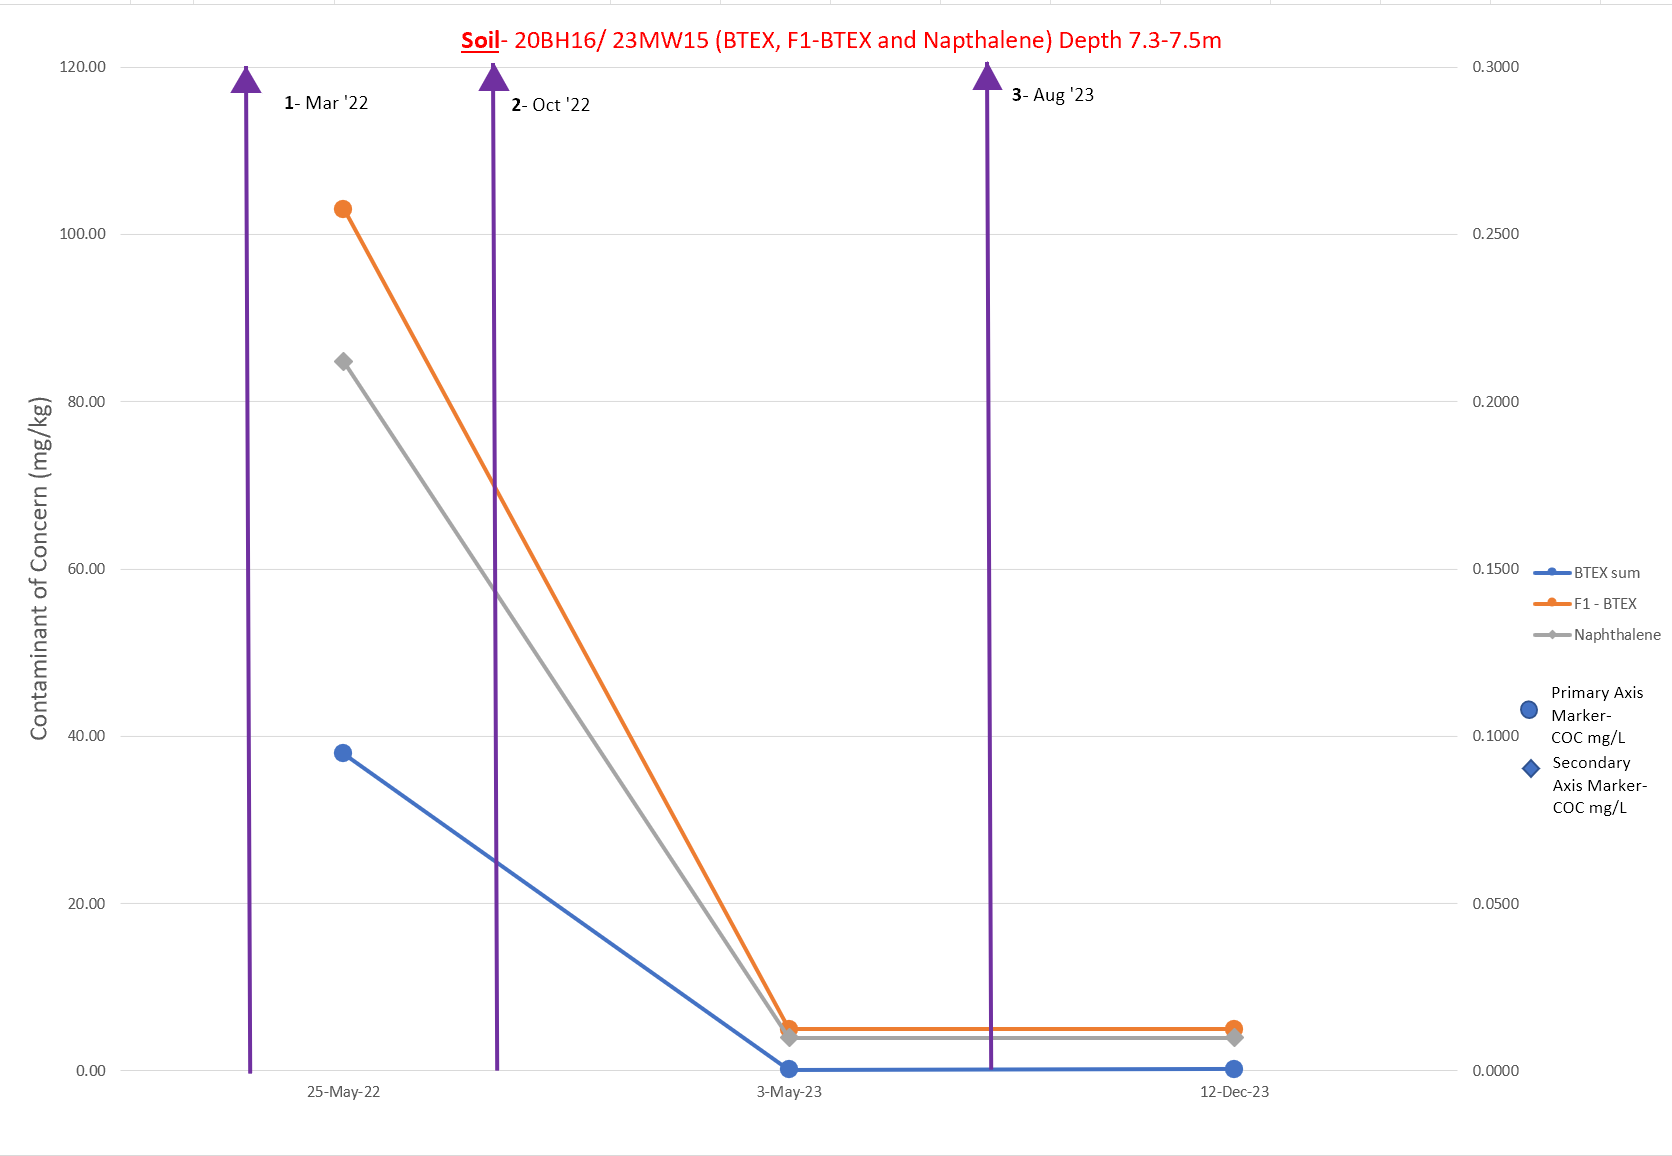 Soil- 20BH16/ 23MW15 (BTEX, F1-BTEX and Napthalene) Depth 7.3-7.5m
120.00
100.00
80.00
60.00
40.00
20.00
0.00
Contaminant of Concern (mg/kg)
1- Mar '22
2- Oct '22
3- Aug '23
0.3000
0.2500
0.2000
0.1500
0.1000
0.0500
0.0000
25-May-22
3-May-23
12-Dec-23
BTEX sum
F1 - BTEX
Naphthalene
Primary Axis
Marker-
COC mg/L
Secondary
Axis Marker-
COC mg/L